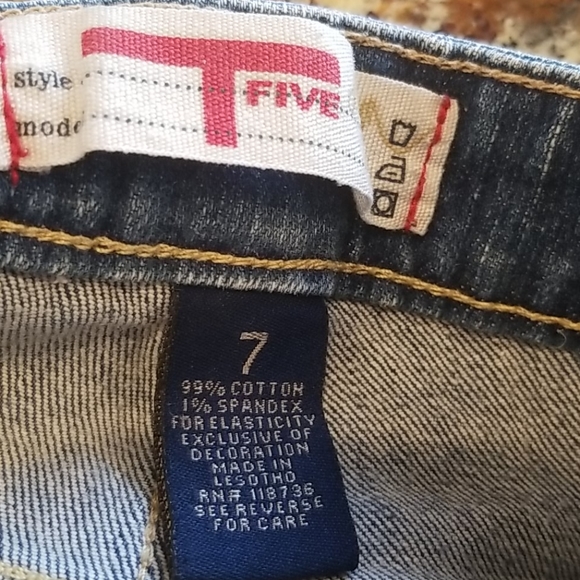 style
T FIVE
mode
7
99% COTTON
1% SPANDEX
FOR ELASTICITY
EXCLUSIVE OF
DECORATION
MADE IN
LESOTHO
RN# 118736
SEE REVERSE
FOR CARE